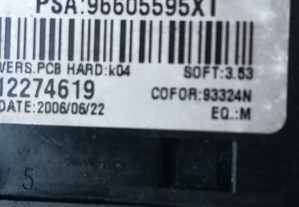 PSA:96605595XT
VERS.PCB HARD:k04 SOFT:3.53
12274619 COFOR:93324N
DATE:2006/06/22 EQ.:M
5